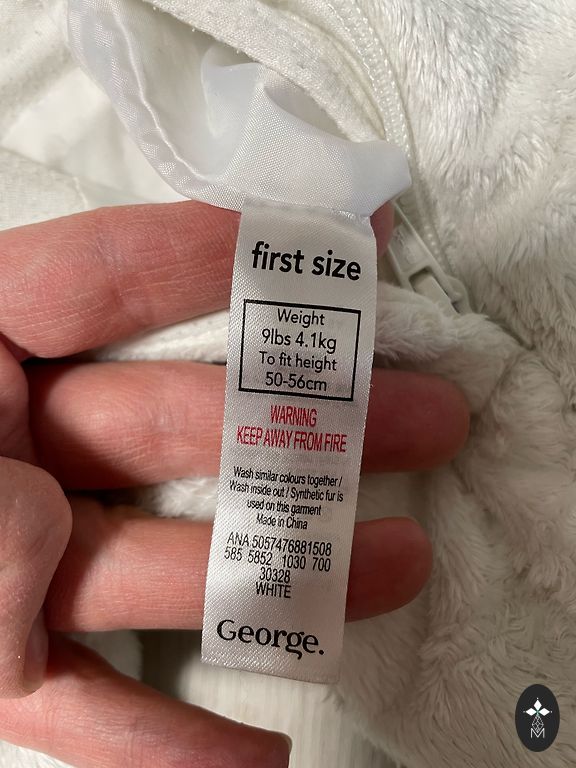 first size
Weight
9lbs 4.1kg
To fit height
50-56cm
WARNING
KEEP AWAY FROM FIRE
Wash similar colours together /
Wash inside out / Synthetic fur is
used on this garment
Made in China
ANA 5057476881508
585 5852 1030 700
30328
WHITE
George.
M